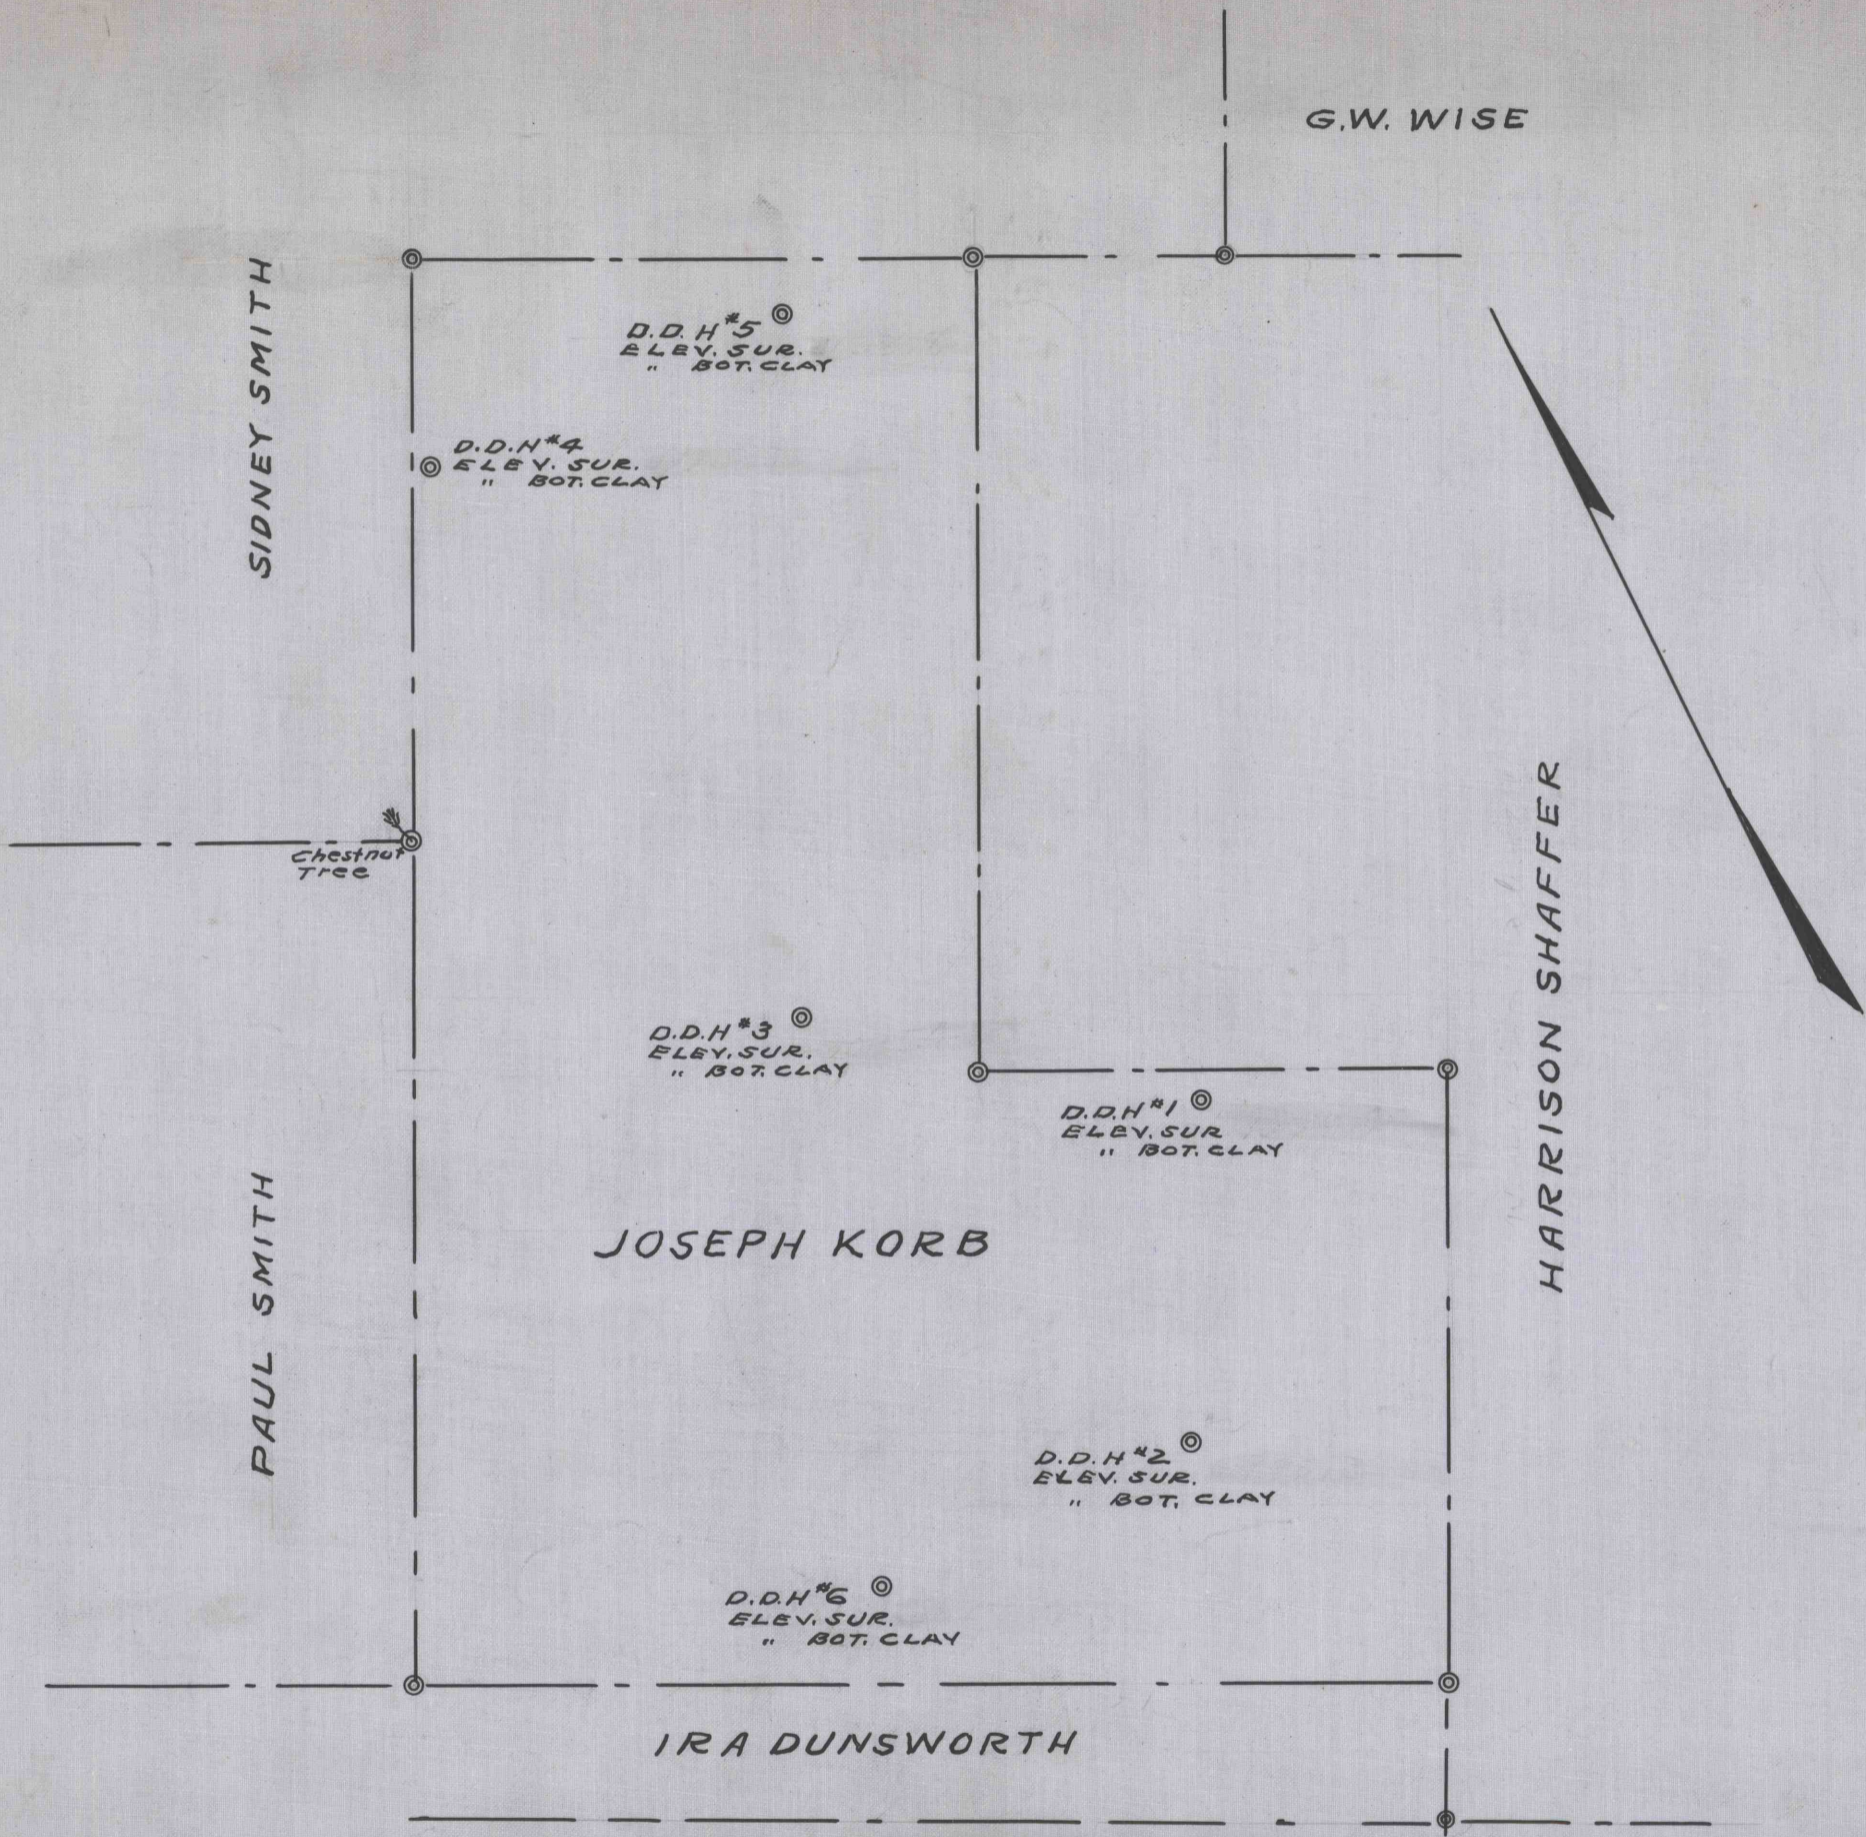 G.W. WISE
SIDNEY SMITH
D.D.H #5
ELEV. SUR.
" BOT. CLAY
D.D.H #4
ELEV. SUR.
" BOT. CLAY
Chestnut
Tree
HARRISON SHAFFER
D.D.H #3
ELEV. SUR.
" BOT. CLAY
D.D.H #1
ELEV. SUR
" BOT. CLAY
PAUL SMITH
JOSEPH KORB
D.D.H #2
ELEV. SUR.
" BOT. CLAY
D.D.H #6
ELEV. SUR.
" BOT. CLAY
IRA DUNSWORTH